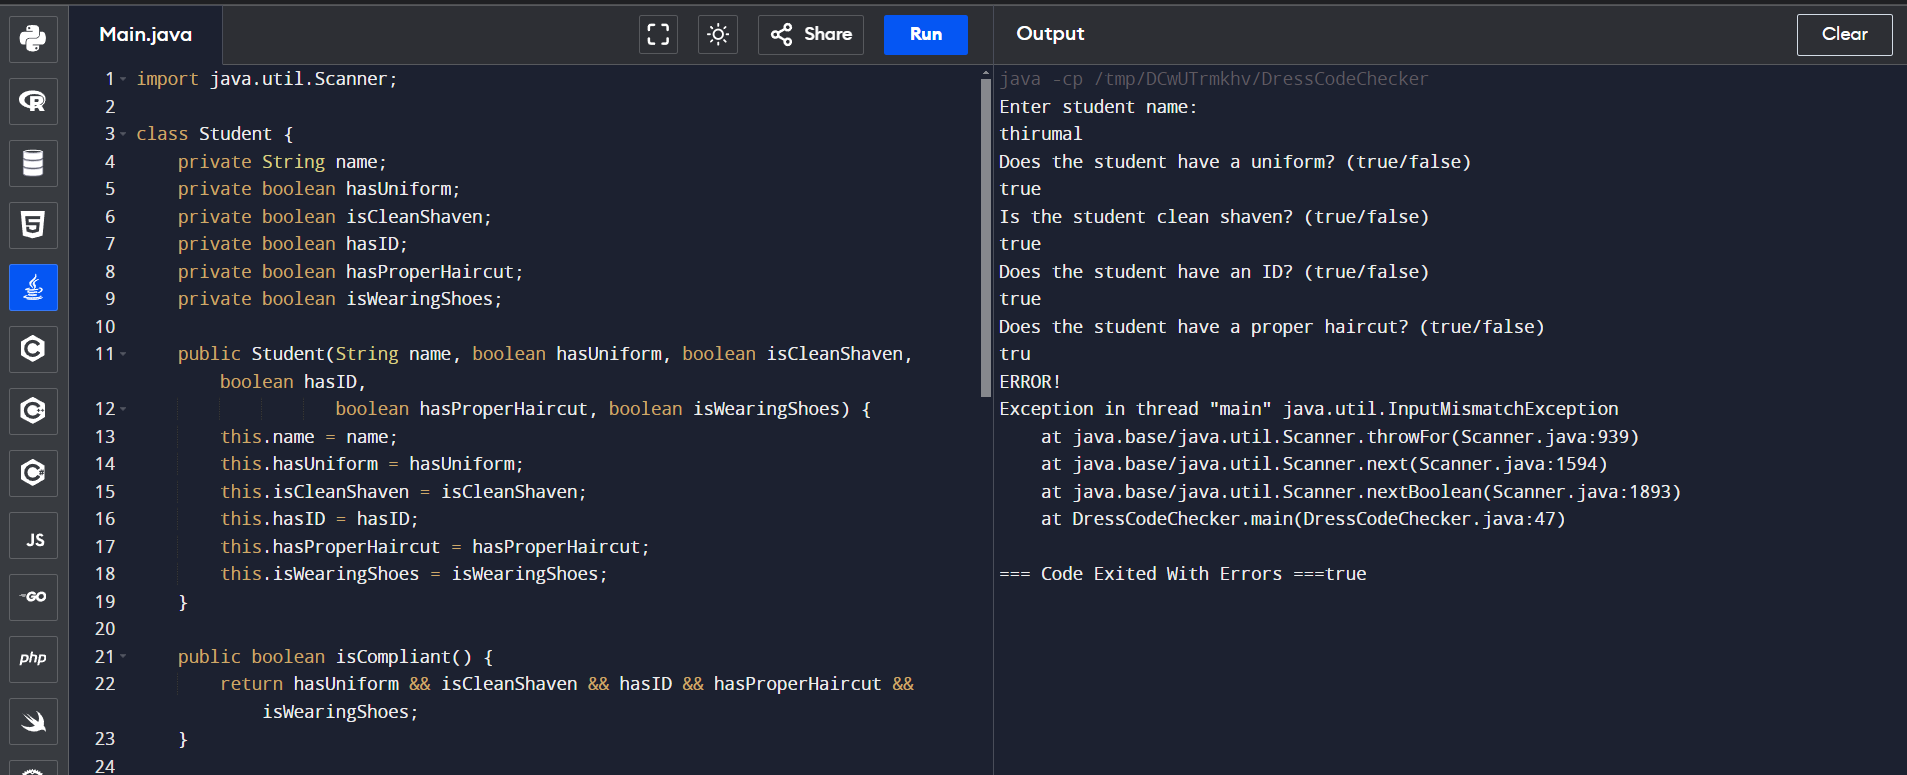 Main.java
Share
Run
Output
Clear
1 import java.util.Scanner;
2
3 class Student {
4     private String name;
5     private boolean hasUniform;
6     private boolean isCleanShaven;
7     private boolean hasID;
8     private boolean hasProperHaircut;
9     private boolean isWearingShoes;
10
11     public Student(String name, boolean hasUniform, boolean isCleanShaven,
        boolean hasID,
12                    boolean hasProperHaircut, boolean isWearingShoes) {
13         this.name = name;
14         this.hasUniform = hasUniform;
15         this.isCleanShaven = isCleanShaven;
16         this.hasID = hasID;
17         this.hasProperHaircut = hasProperHaircut;
18         this.isWearingShoes = isWearingShoes;
19     }
20
21     public boolean isCompliant() {
22         return hasUniform && isCleanShaven && hasID && hasProperHaircut &&
            isWearingShoes;
23     }
24
java -cp /tmp/DCwUTrmkhv/DressCodeChecker
Enter student name:
thirumal
Does the student have a uniform? (true/false)
true
Is the student clean shaven? (true/false)
true
Does the student have an ID? (true/false)
true
Does the student have a proper haircut? (true/false)
tru
ERROR!
Exception in thread "main" java.util.InputMismatchException
    at java.base/java.util.Scanner.throwFor(Scanner.java:939)
    at java.base/java.util.Scanner.next(Scanner.java:1594)
    at java.base/java.util.Scanner.nextBoolean(Scanner.java:1893)
    at DressCodeChecker.main(DressCodeChecker.java:47)

=== Code Exited With Errors ===true
R
5
C
C
C
JS
GO
php